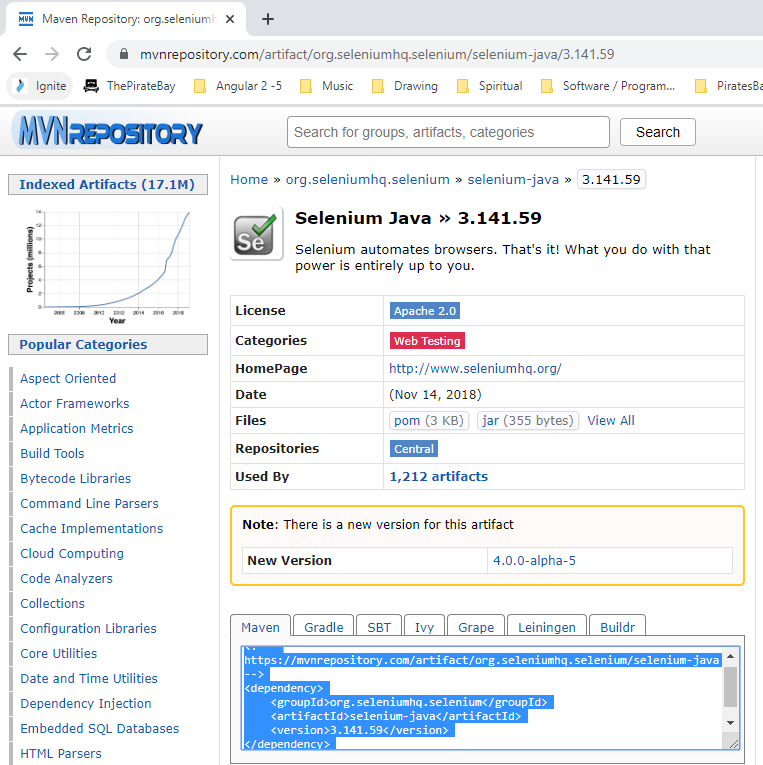 Maven Repository: org.seleniumh
mvnrepository.com/artifact/org.seleniumhq.selenium/selenium-java/3.141.59
Ignite ThePirateBay Angular 2 -5 Music Drawing Spiritual Software / Program... PiratesBa
MVNREPOSITORY
Search for groups, artifacts, categories
Search
Indexed Artifacts (17.1M)
Projects (millions)
14
12
10
8
6
4
2
0
2006 2008 2012 2014 2016 2018
Year
Popular Categories
Aspect Oriented
Actor Frameworks
Application Metrics
Build Tools
Bytecode Libraries
Command Line Parsers
Cache Implementations
Cloud Computing
Code Analyzers
Collections
Configuration Libraries
Core Utilities
Date and Time Utilities
Dependency Injection
Embedded SQL Databases
HTML Parsers
Home » org.seleniumhq.selenium » selenium-java » 3.141.59
Se
Selenium Java » 3.141.59
Selenium automates browsers. That's it! What you do with that
power is entirely up to you.
License Apache 2.0
Categories Web Testing
HomePage http://www.seleniumhq.org/
Date (Nov 14, 2018)
Files pom (3 KB) jar (355 bytes) View All
Repositories Central
Used By 1,212 artifacts
Note: There is a new version for this artifact
New Version 4.0.0-alpha-5
Maven Gradle SBT Ivy Grape Leiningen Buildr
https://mvnrepository.com/artifact/org.seleniumhq.selenium/selenium-java
-->
<dependency>
<groupId>org.seleniumhq.selenium</groupId>
<artifactId>selenium-java</artifactId>
<version>3.141.59</version>
</dependency>